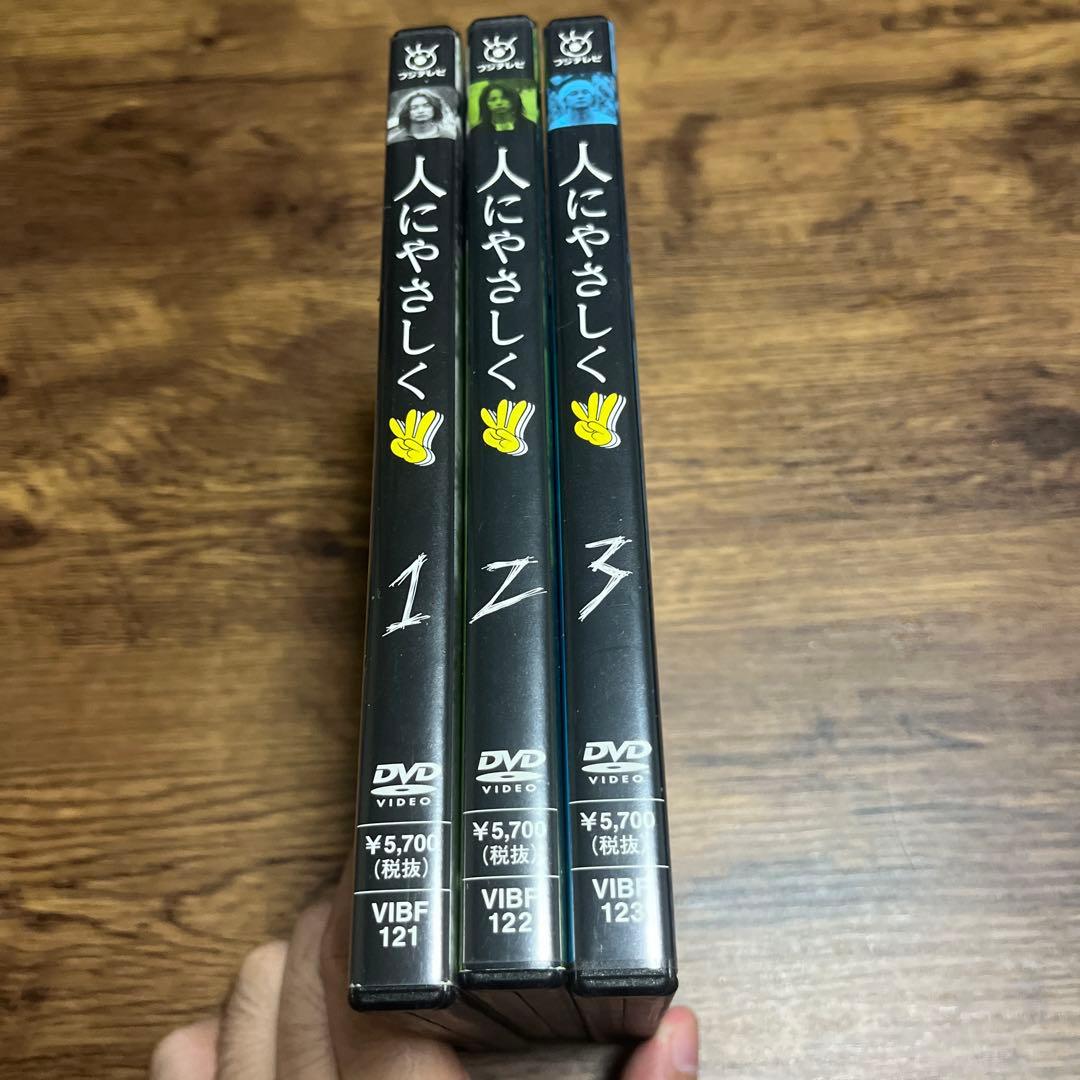 フジテレビ
人にやさしく
1
DVD
VIDEO
¥5,700
(税抜)
VIBF
121
フジテレビ
人にやさしく
2
DVD
VIDEO
¥5,700
(税抜)
VIBF
122
フジテレビ
人にやさしく
3
DVD
VIDEO
¥5,700
(税抜)
VIBF
123